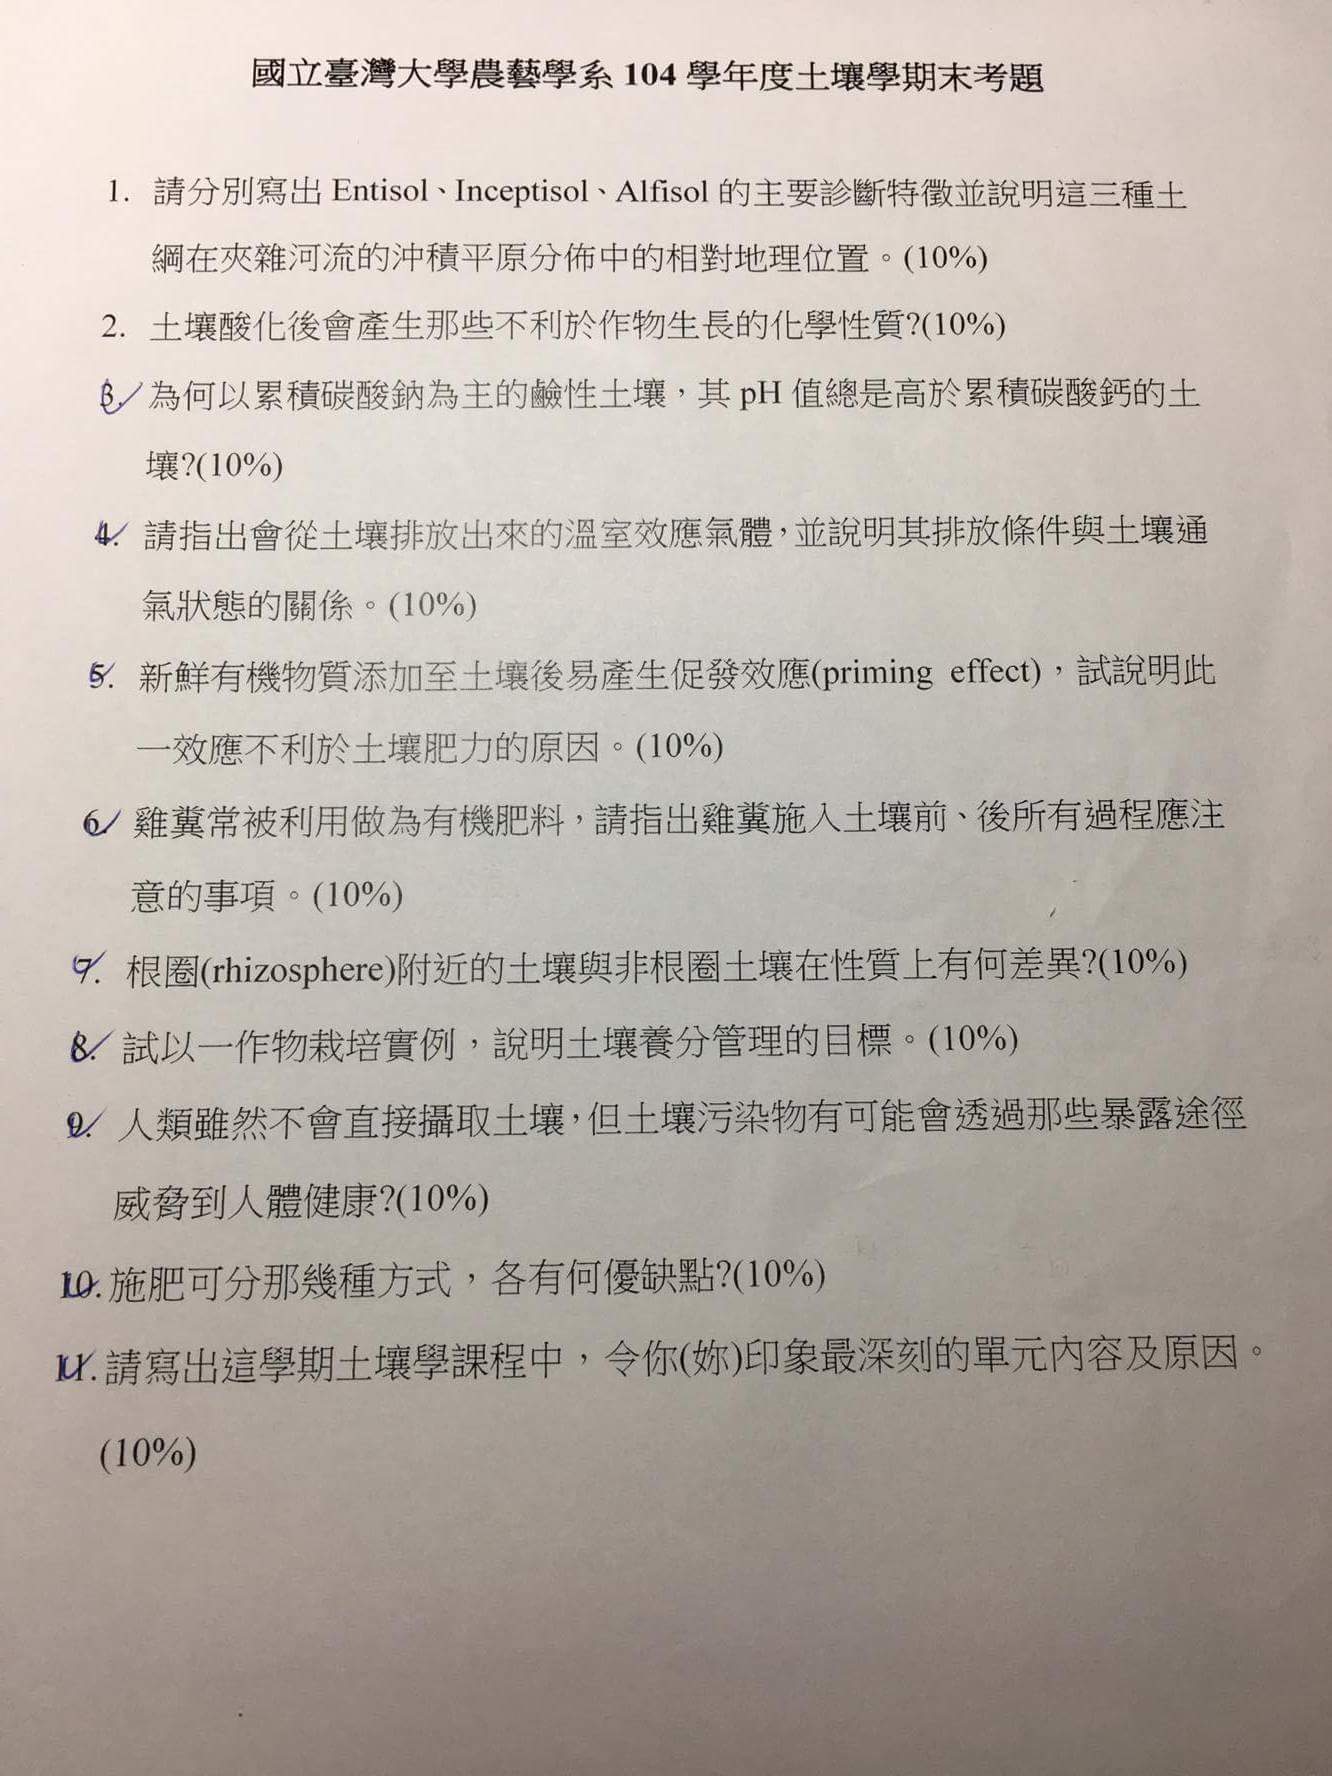 國立臺灣大學農藝學系 104 學年度土壤學期末考題
1. 請分別寫出 Entisol、Inceptisol、Alfisol 的主要診斷特徵並說明這三種土
綱在夾雜河流的沖積平原分佈中的相對地理位置。(10%)
2. 土壤酸化後會產生那些不利於作物生長的化學性質?(10%)
3. 為何以累積碳酸鈉為主的鹼性土壤，其 pH 值總是高於累積碳酸鈣的土
壤?(10%)
4. 請指出會從土壤排放出來的溫室效應氣體，並說明其排放條件與土壤通
氣狀態的關係。(10%)
5. 新鮮有機物質添加至土壤後易產生促發效應(priming effect)，試說明此
一效應不利於土壤肥力的原因。(10%)
6. 雞糞常被利用做為有機肥料，請指出雞糞施入土壤前、後所有過程應注
意的事項。(10%)
7. 根圈(rhizosphere)附近的土壤與非根圈土壤在性質上有何差異?(10%)
8. 試以一作物栽培實例，說明土壤養分管理的目標。(10%)
9. 人類雖然不會直接攝取土壤，但土壤污染物有可能會透過那些暴露途徑
威脅到人體健康?(10%)
10. 施肥可分那幾種方式，各有何優缺點?(10%)
11. 請寫出這學期土壤學課程中，令你(妳)印象最深刻的單元內容及原因。
(10%)